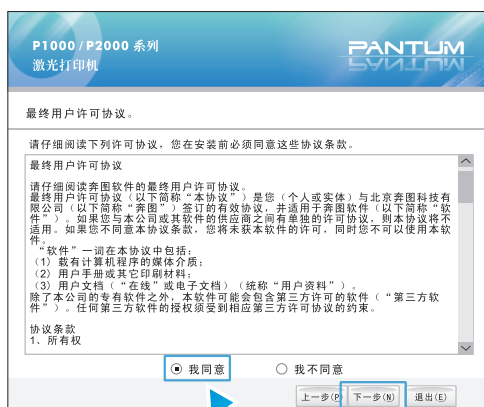 P1000/P2000 系列
激光打印机
PANTUM
最终用户许可协议。
请仔细阅读下列许可协议，您在安装前必须同意这些协议条款。
最终用户许可协议
请仔细阅读奔图软件的最终用户许可协议。
最终用户许可协议（以下简称“本协议”）是您（个人或实体）与北京奔图科技有
限公司（以下简称“奔图”）签订的有效协议，并适用于奔图软件（以下简称“软
件”）。如果您与本公司或其软件的供应商之间有单独的许可协议，则本协议将不
适用。如果您不同意本协议条款，您将未获本软件的许可，同时您不可以使用本软
件。
“软件”一词在本协议中包括：
（1）载有计算机程序的媒体介质；
（2）用户手册或其它印刷材料；
（3）用户文档（“在线”或电子文档）（统称“用户资料”）。
除了本公司的专有软件之外，本软件可能会包含第三方许可的软件（“第三方软
件”）。任何第三方软件的授权须受到相应第三方许可协议的约束。
协议条款
1、所有权
我同意 我不同意
上一步(P) 下一步(N) 退出(E)